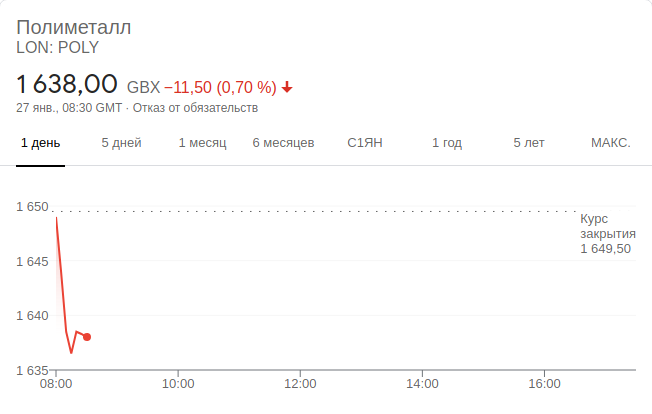 Полиметалл
LON: POLY
1 638,00 GBX −11,50 (0,70 %)
27 янв., 08:30 GMT · Отказ от обязательств
1 день 5 дней 1 месяц 6 месяцев С1ЯН 1 год 5 лет МАКС.
1 650
Курс
закрытия
1 649,50
1 645
1 640
1 635
08:00 10:00 12:00 14:00 16:00